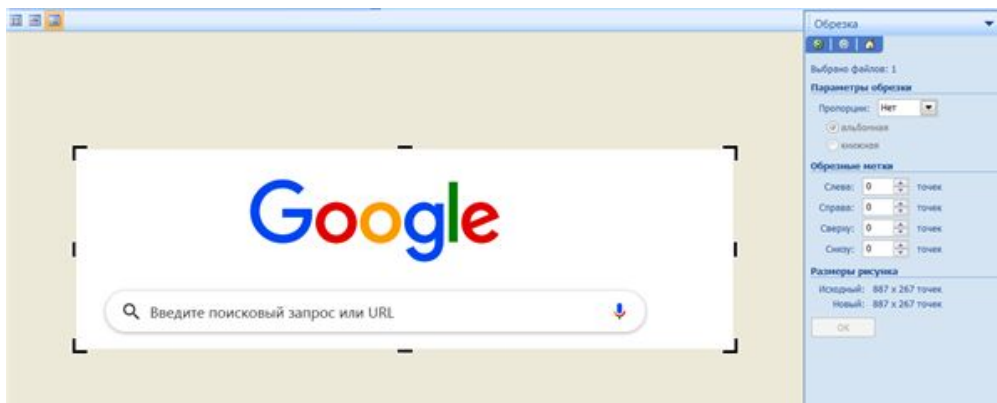 Обрезка
Выбрано файлов: 1
Параметры обрезки
Пропорции: Нет
альбомная
книжная
Обрезные метки
Слева: 0 точек
Справа: 0 точек
Сверху: 0 точек
Снизу: 0 точек
Размеры рисунка
Исходный: 887 x 267 точек
Новый: 887 x 267 точек
OK
Google
Введите поисковый запрос или URL